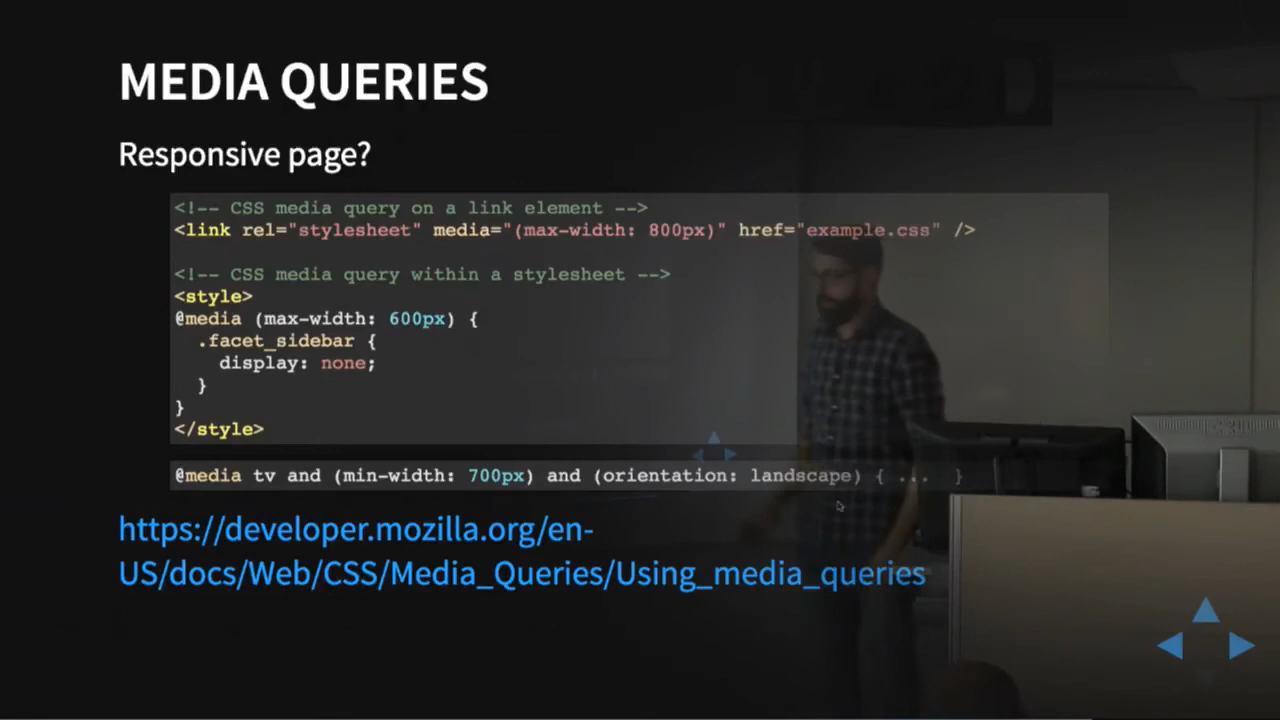 MEDIA QUERIES
Responsive page?
<!-- CSS media query on a link element -->
<link rel="stylesheet" media="(max-width: 800px)" href="example.css" />
<!-- CSS media query within a stylesheet -->
<style>
@media (max-width: 600px) {
  .facet_sidebar {
    display: none;
  }
}
</style>
@media tv and (min-width: 700px) and (orientation: landscape) { ... }
https://developer.mozilla.org/en-
US/docs/Web/CSS/Media_Queries/Using_media_queries